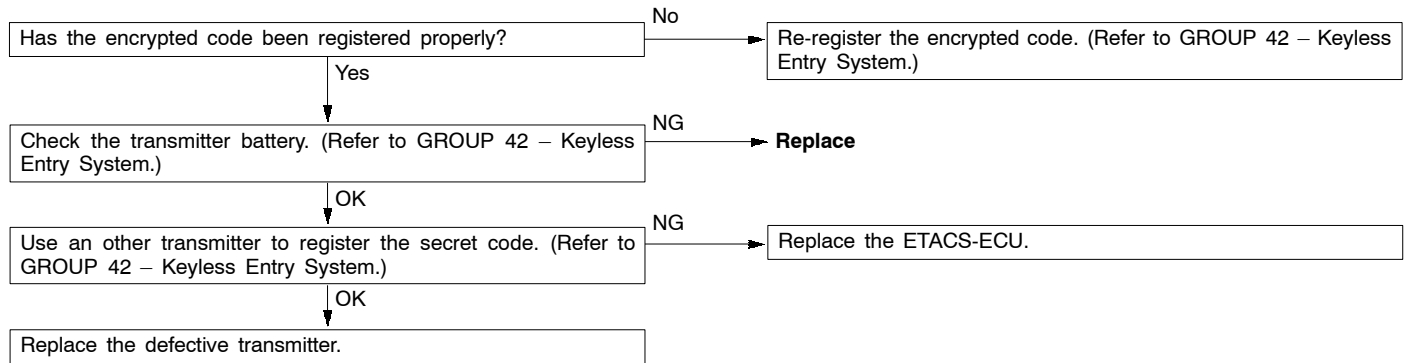 Has the encrypted code been registered properly?
No
Re-register the encrypted code. (Refer to GROUP 42 – Keyless
Entry System.)
Yes
Check the transmitter battery. (Refer to GROUP 42 – Keyless
Entry System.)
NG
Replace
OK
Use an other transmitter to register the secret code. (Refer to
GROUP 42 – Keyless Entry System.)
NG
Replace the ETACS-ECU.
OK
Replace the defective transmitter.